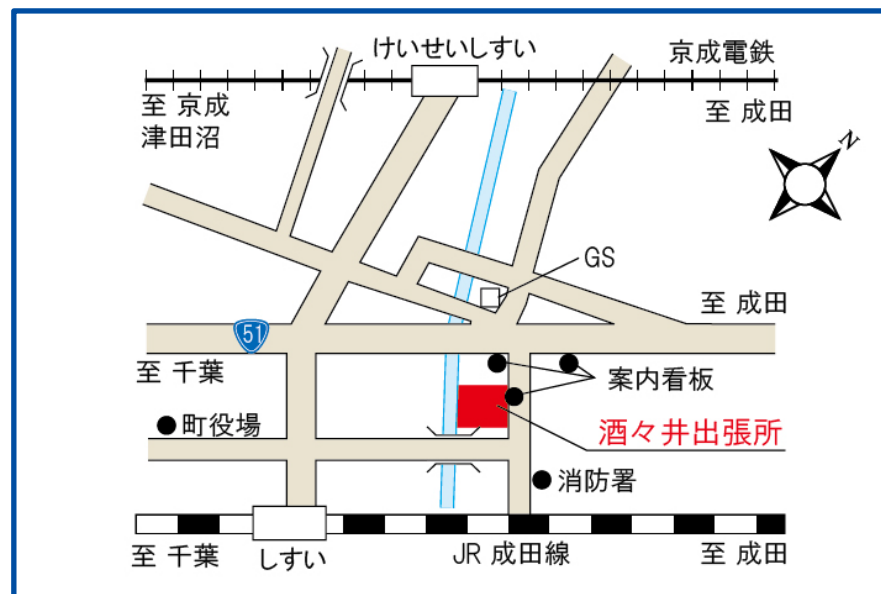 けいせいしすい
京成電鉄
至 京成
津田沼
至 成田
N
GS
至 成田
51
至 千葉
案内看板
町役場
酒々井出張所
消防署
至 千葉
しすい
JR 成田線
至 成田